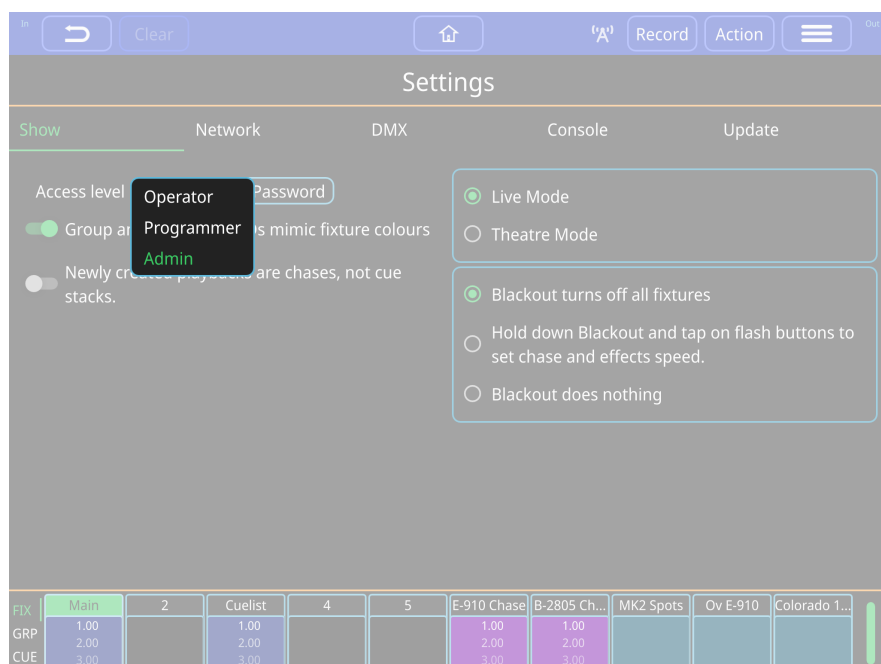 In
Clear
Record
Action
Out
Settings
Show Network DMX Console Update
Access level
Password
Operator
Programmer
Admin
Group ar
s mimic fixture colours
Newly created playbacks are chases, not cue
stacks.
Live Mode
Theatre Mode
Blackout turns off all fixtures
Hold down Blackout and tap on flash buttons to
set chase and effects speed.
Blackout does nothing
FIX Main 2 Cuelist 4 5 E-910 Chase B-2805 Ch... MK2 Spots Ov E-910 Colorado 1...
GRP 1.00 1.00 1.00 1.00
2.00 2.00 2.00 2.00
CUE 3.00 3.00 3.00 3.00